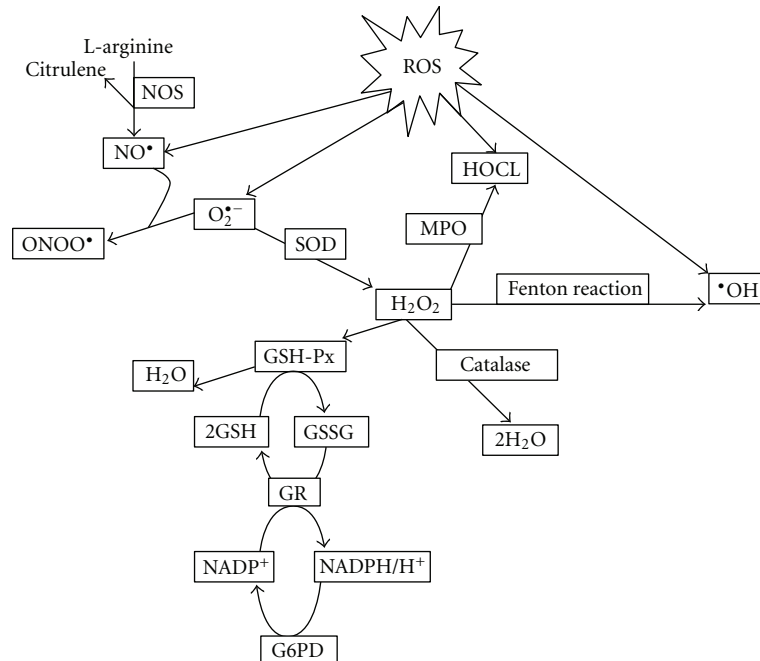 L-arginine
Citrulene
NOS
ROS
NO•
HOCL
O₂•−
MPO
ONOO•
SOD
H₂O₂
Fenton reaction
•OH
GSH-Px
H₂O
Catalase
2GSH
GSSG
2H₂O
GR
NADP⁺
NADPH/H⁺
G6PD